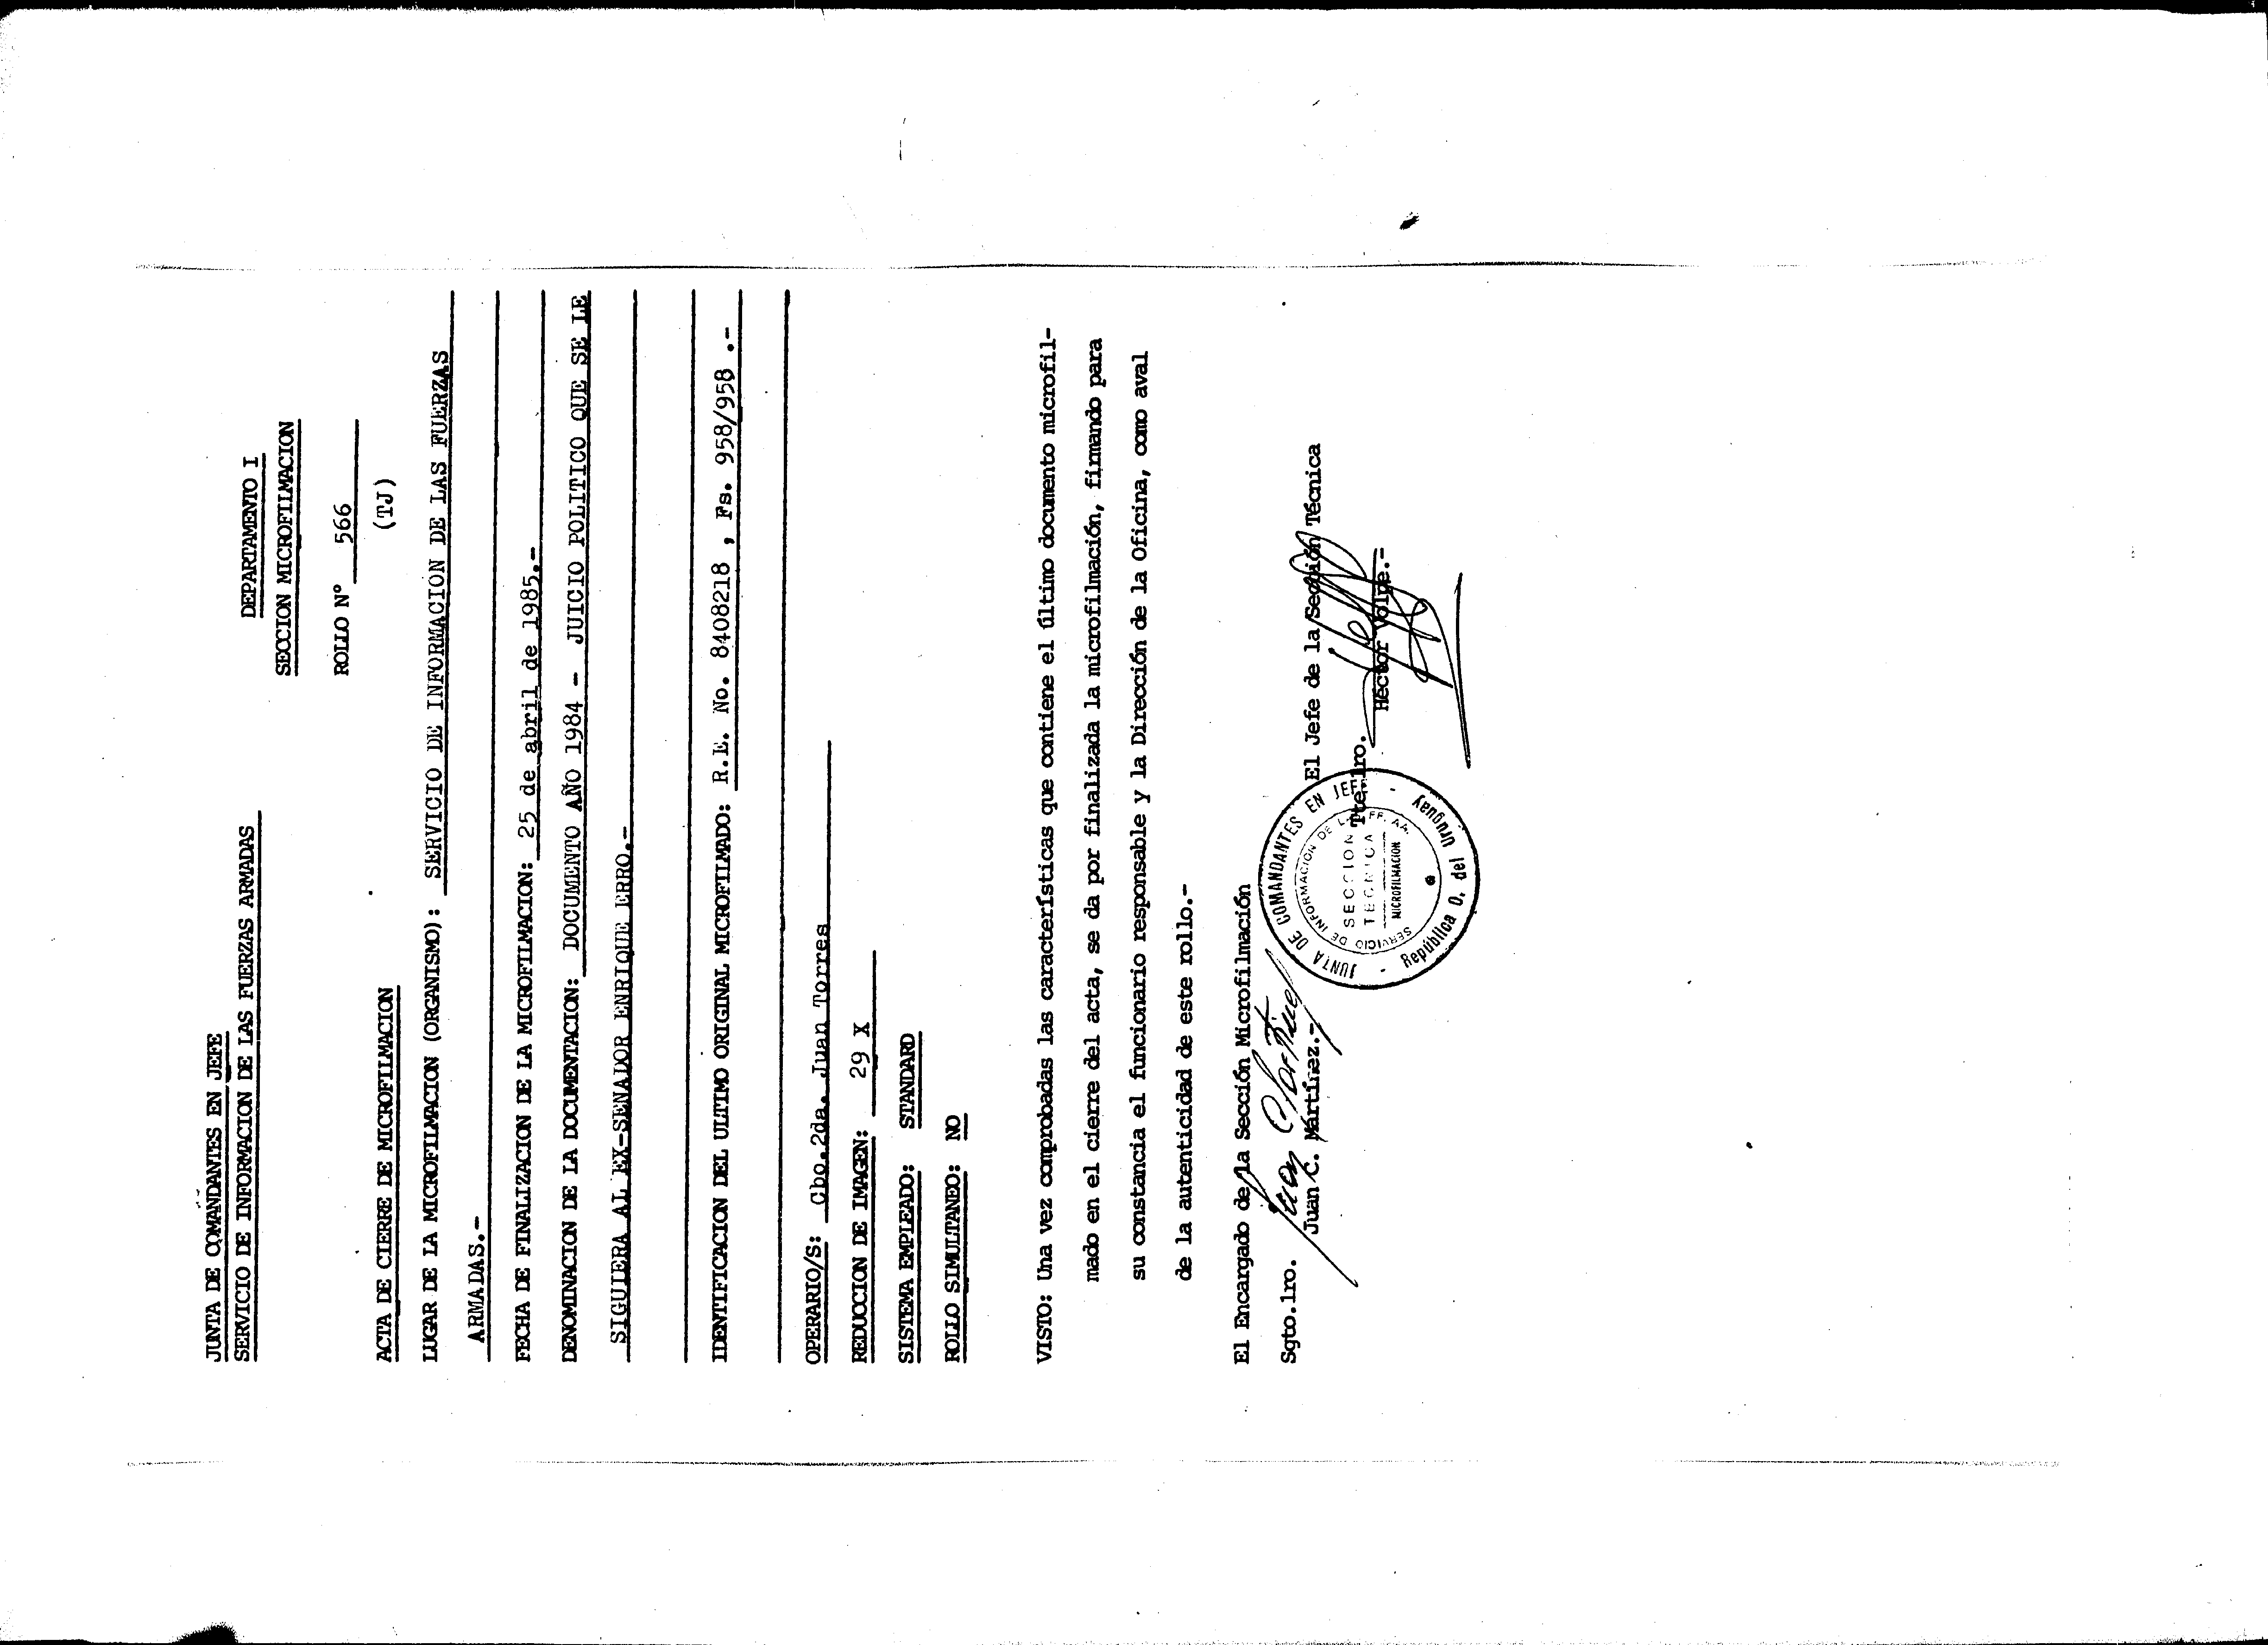 JUNTA DE COMANDANTES EN JEFE
SERVICIO DE INFORMACION DE LAS FUERZAS ARMADAS
DEPARTAMENTO I
SECCION MICROFILMACION
ROLLO Nº 566
(TJ)
ACTA DE CIERRE DE MICROFILMACION
LUGAR DE LA MICROFILMACION (ORGANISMO): SERVICIO DE INFORMACION DE LAS FUERZAS
ARMADAS.-
FECHA DE FINALIZACION DE LA MICROFILMACION: 25 de abril de 1985.-
DENOMINACION DE LA DOCUMENTACION: DOCUMENTO AÑO 1984 - JUICIO POLITICO QUE SE LE
SIGUIERA AL EX-SENADOR ENRIQUE ERRO.-
IDENTIFICACION DEL ULTIMO ORIGINAL MICROFILMADO: R.E. No. 8408218 , Fs. 958/958 .-
OPERARIO/S: Cbo.2da. Juan Torres
REDUCCION DE IMAGEN: 29 X
SISTEMA EMPLEADO: STANDARD
ROLLO SIMULTANEO: NO
VISTO: Una vez comprobadas las características que contiene el último documento microfil-
mado en el cierre del acta, se da por finalizada la microfilmación, firmando para
su constancia el funcionario responsable y la Dirección de la Oficina, como aval
de la autenticidad de este rollo.-
El Encargado de la Sección Microfilmación
Sgto.1ro. Juan C. Martínez.-
Juan C. Martínez
El Jefe de la Sección Técnica
Tte.1ro. Héctor Volpe.-
JUNTA DE COMANDANTES EN JEFE
SERVICIO DE INFORMACION DE LAS FF. AA.
SECCION
TECNICA
MICROFILMACION
República O. del Uruguay